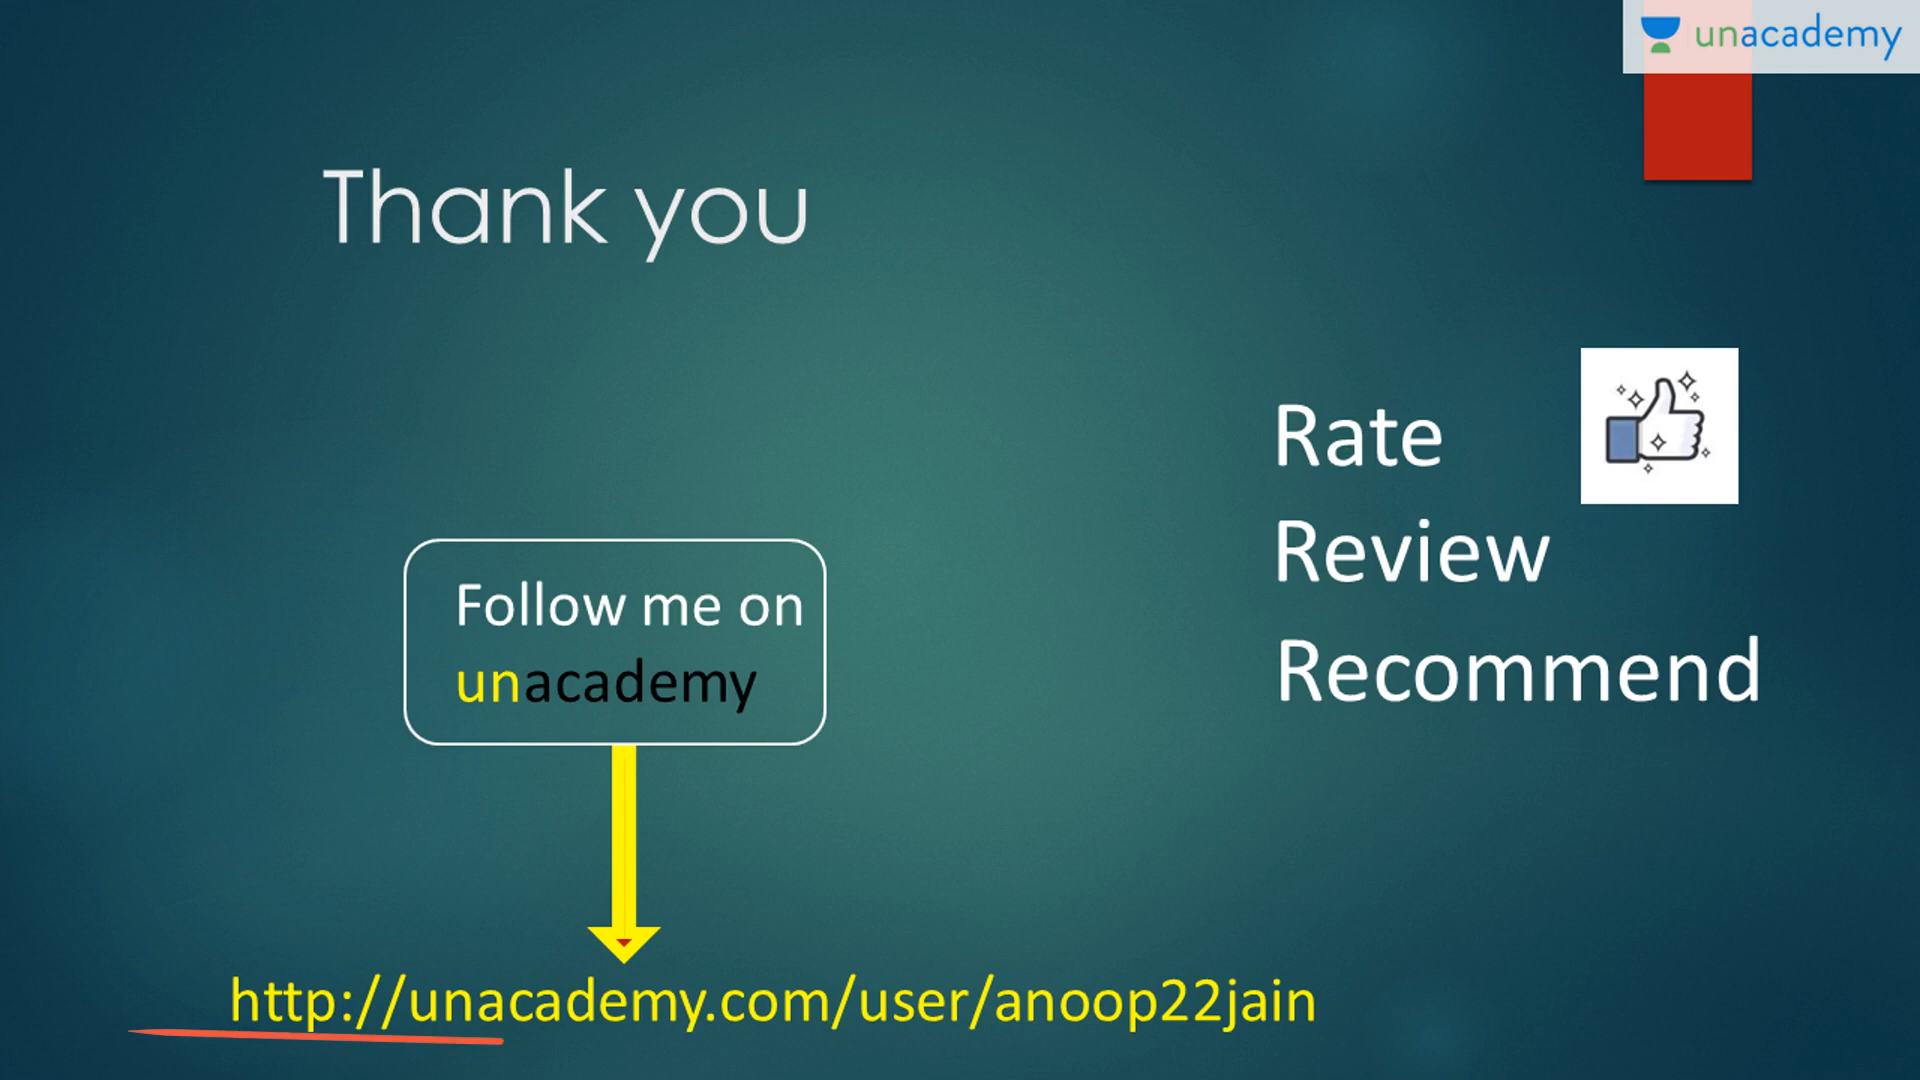 unacademy
Thank you
Rate
Review
Recommend
Follow me on
unacademy
http://unacademy.com/user/anoop22jain